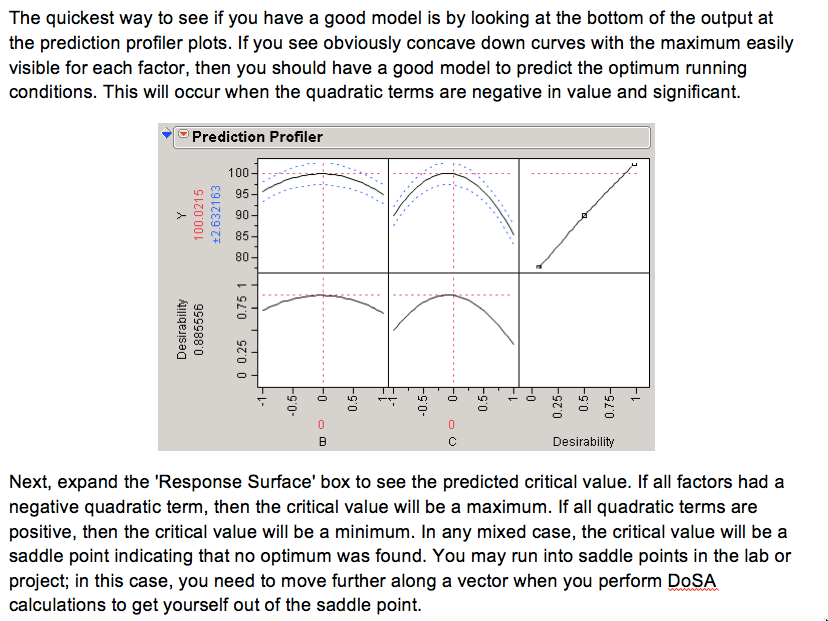 The quickest way to see if you have a good model is by looking at the bottom of the output at
the prediction profiler plots. If you see obviously concave down curves with the maximum easily
visible for each factor, then you should have a good model to predict the optimum running
conditions. This will occur when the quadratic terms are negative in value and significant.
Prediction Profiler
Y
100.0215
±2.632163
100
95
90
85
80
Desirability
0.885556
1
0.75
0.25
0
-1
-0.5
0
0.5
1
-1
-0.5
0
0.5
1
0
0.25
0.5
0.75
1
0
B
0
C
Desirability
Next, expand the 'Response Surface' box to see the predicted critical value. If all factors had a
negative quadratic term, then the critical value will be a maximum. If all quadratic terms are
positive, then the critical value will be a minimum. In any mixed case, the critical value will be a
saddle point indicating that no optimum was found. You may run into saddle points in the lab or
project; in this case, you need to move further along a vector when you perform DoSA
calculations to get yourself out of the saddle point.